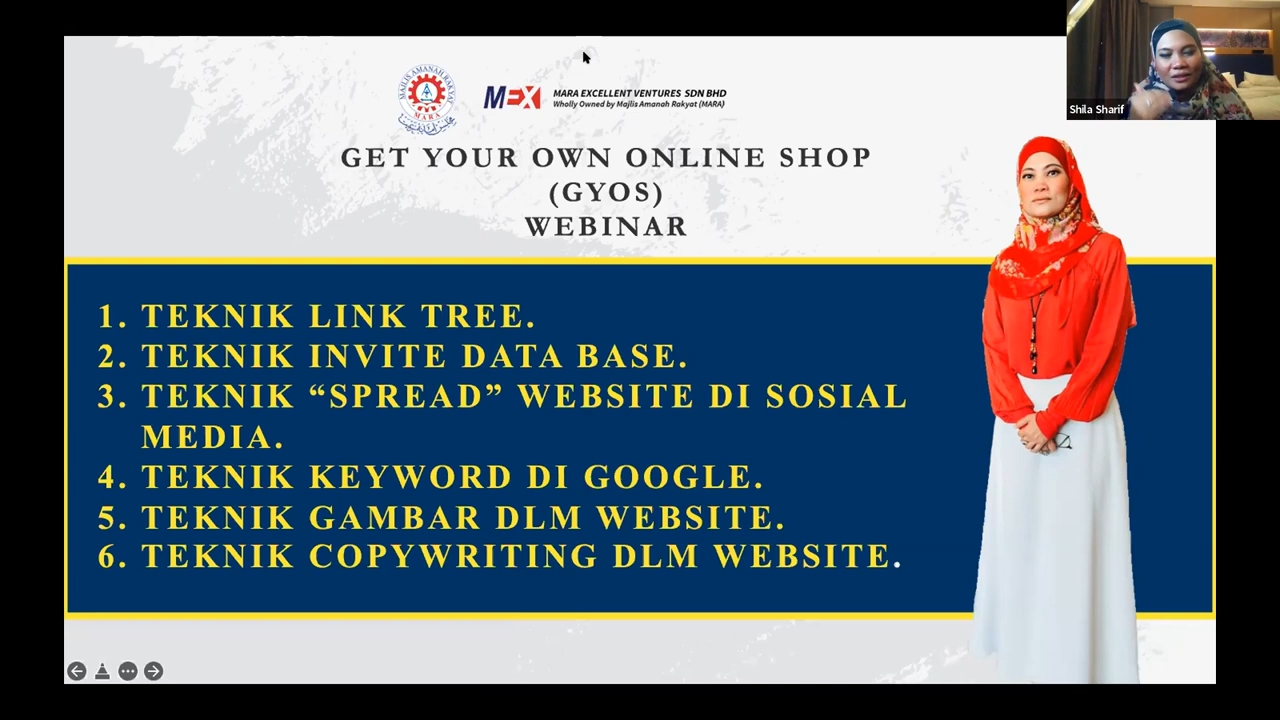 Shila Sharif
MAJLIS AMANAH RAKYAT
MARA
MEX
MARA EXCELLENT VENTURES SDN BHD
Wholly Owned by Majlis Amanah Rakyat (MARA)
GET YOUR OWN ONLINE SHOP
(GYOS)
WEBINAR
1. TEKNIK LINK TREE.
2. TEKNIK INVITE DATA BASE.
3. TEKNIK “SPREAD” WEBSITE DI SOSIAL
MEDIA.
4. TEKNIK KEYWORD DI GOOGLE.
5. TEKNIK GAMBAR DLM WEBSITE.
6. TEKNIK COPYWRITING DLM WEBSITE.